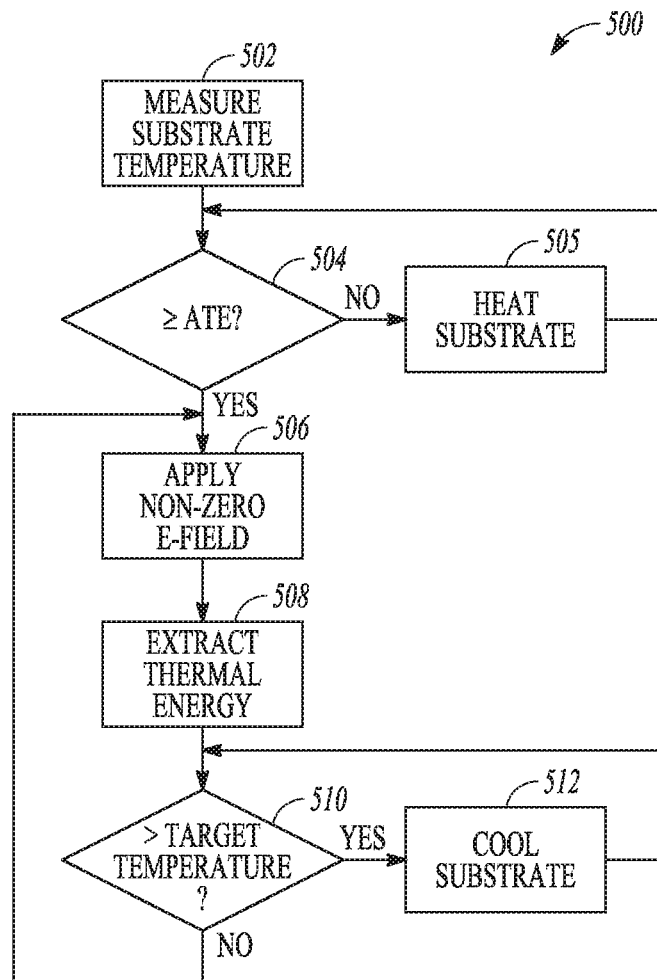 500
502
MEASURE
SUBSTRATE
TEMPERATURE
504
≥ ATE?
NO
505
HEAT
SUBSTRATE
YES
506
APPLY
NON-ZERO
E-FIELD
508
EXTRACT
THERMAL
ENERGY
510
> TARGET
TEMPERATURE
?
YES
512
COOL
SUBSTRATE
NO